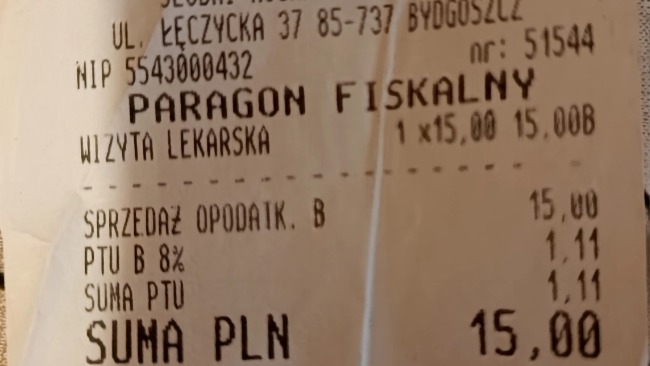 UL. ŁĘCZYCKA 37 85-737 BYDGOSZCZ
NIP 5543000432 nr: 51544
PARAGON FISKALNY
WIZYTA LEKARSKA 1 x15,00 15,00B
SPRZEDAŻ OPODATK. B 15,00
PTU B 8% 1,11
SUMA PTU 1,11
SUMA PLN 15,00